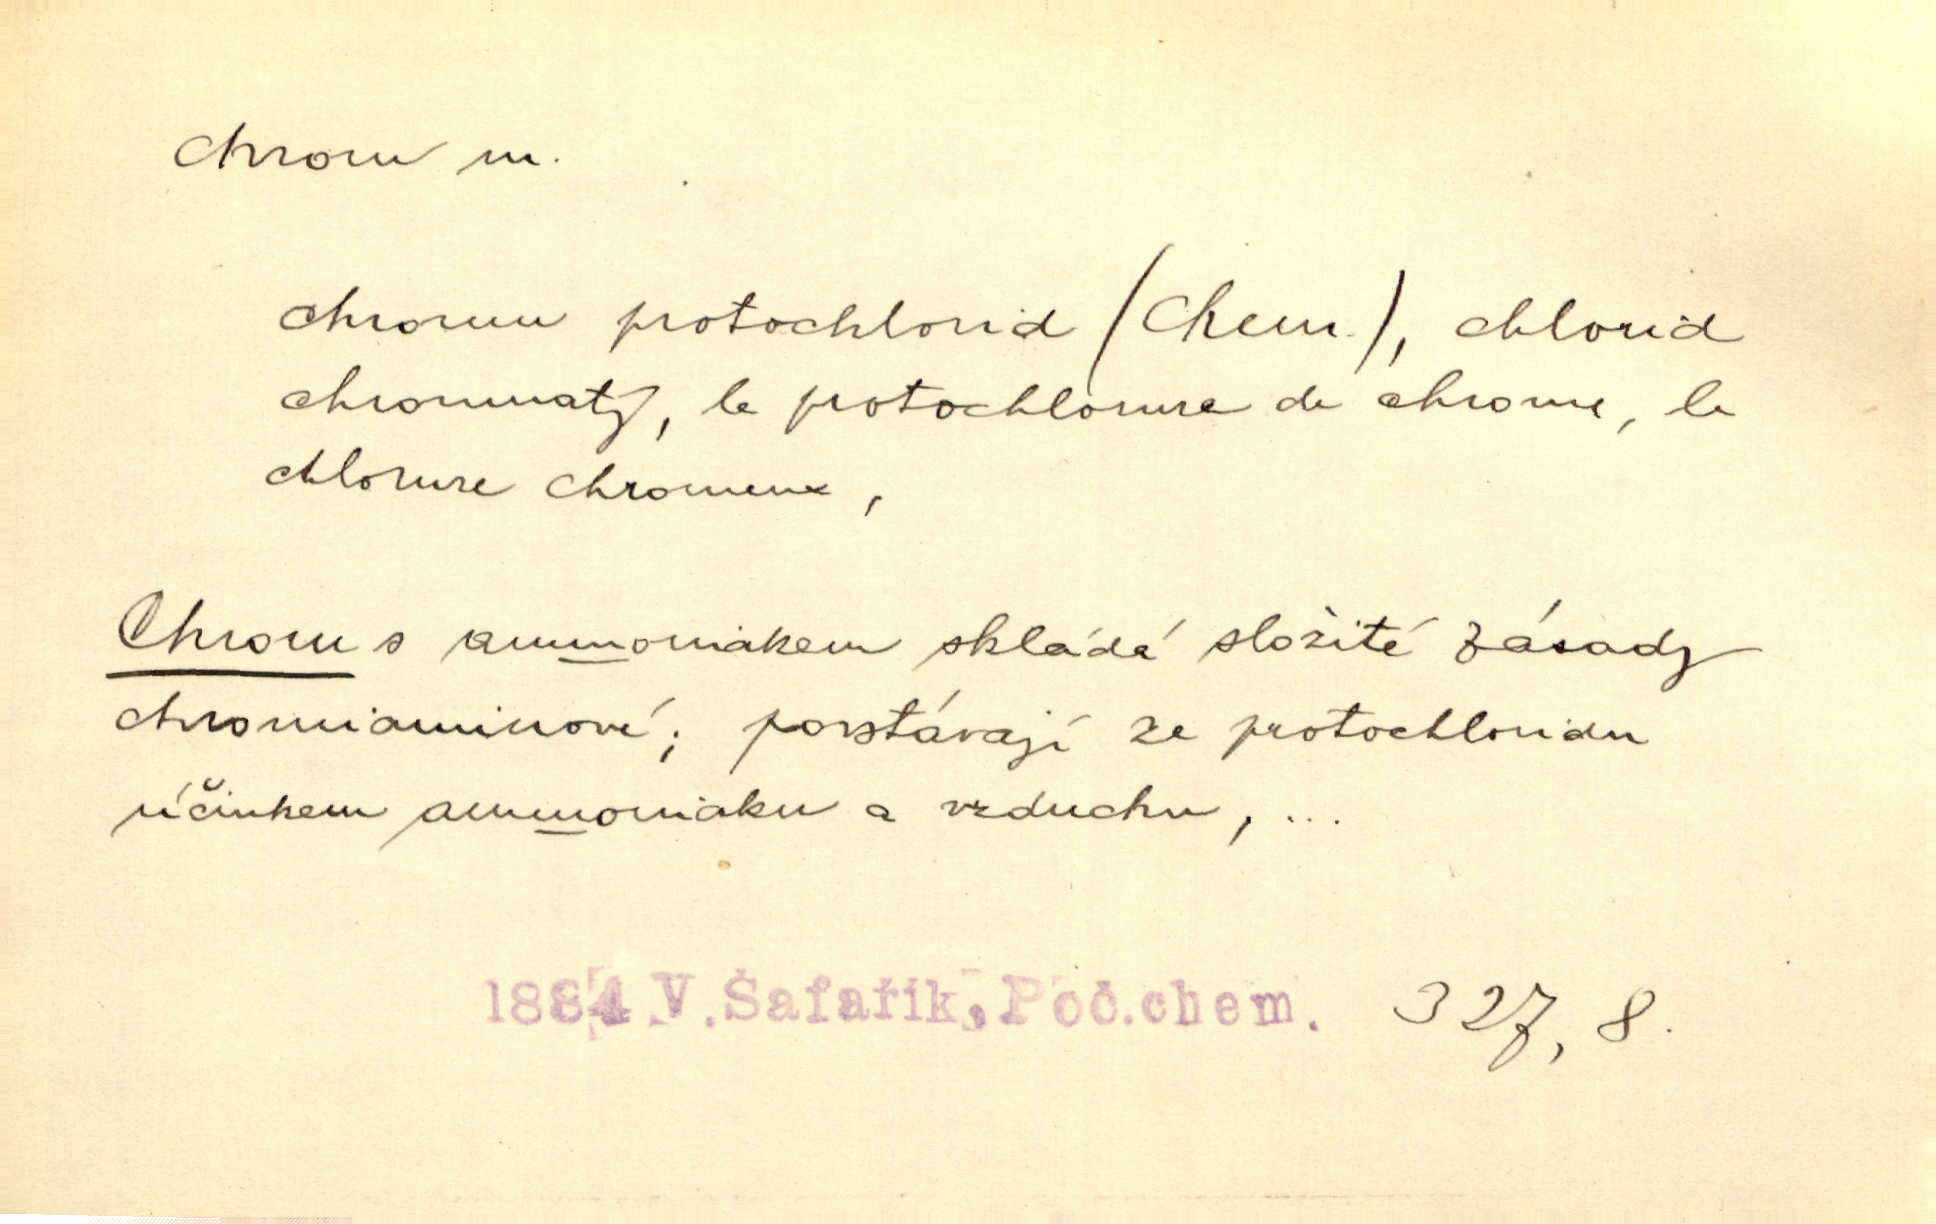 chrom m.
chromu protochlorid (Chem.), chlorid
chromnatý, le protochlorure de chrome, le
chlorure chromeux,
Chrom s ammoniakem skládá složité zásady
chromiaminové; povstávají ze protochloridu
účinkem ammoniaku a vzduchu, ...
1884 V. Šafařík, Poč.chem. 327, 8.